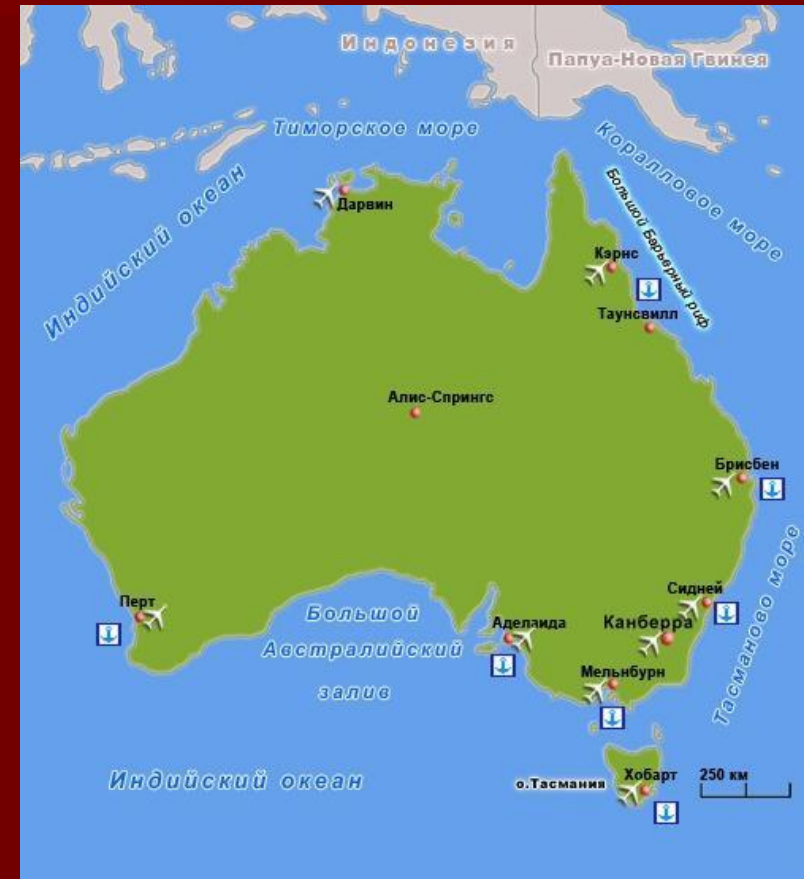 Индонезия
Папуа-Новая Гвинея
Тиморское море
Коралловое море
Большой Барьерный риф
Индийский океан
Дарвин
Кэрнс
Таунсвилл
Алис-Спрингс
Брисбен
Перт
Большой
Австралийский
залив
Аделаида
Сидней
Канберра
Мельнбурн
Тасманово море
Индийский океан
о.Тасмания
Хобарт
250 км